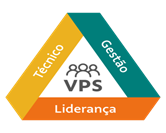 Técnico
Gestão
VPS
Liderança